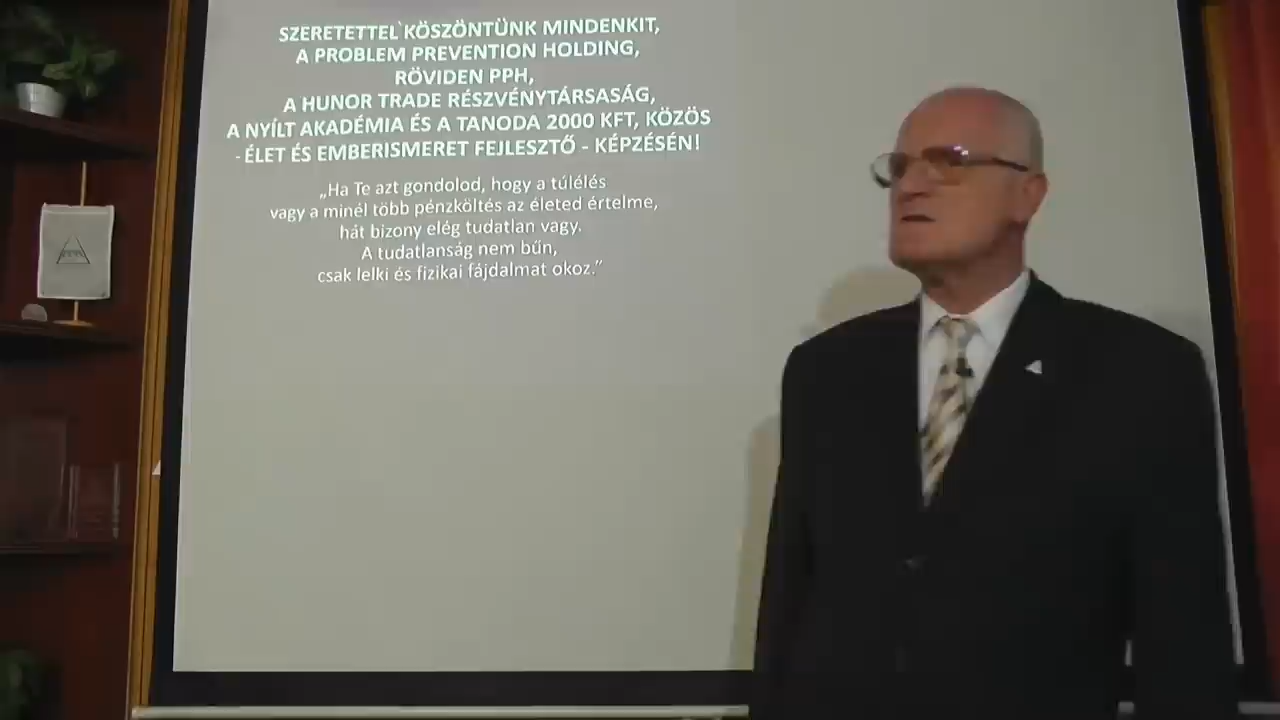 SZERETETTEL KÖSZÖNTÜNK MINDENKIT,
A PROBLEM PREVENTION HOLDING,
RÖVIDEN PPH,
A HUNOR TRADE RÉSZVÉNYTÁRSASÁG,
A NYÍLT AKADÉMIA ÉS A TANODA 2000 KFT, KÖZÖS
- ÉLET ÉS EMBERISMERET FEJLESZTŐ - KÉPZÉSÉN!
„Ha Te azt gondolod, hogy a túlélés
vagy a minél több pénzköltés az életed értelme,
hát bizony elég tudatlan vagy.
A tudatlanság nem bűn,
csak lelki és fizikai fájdalmat okoz.”